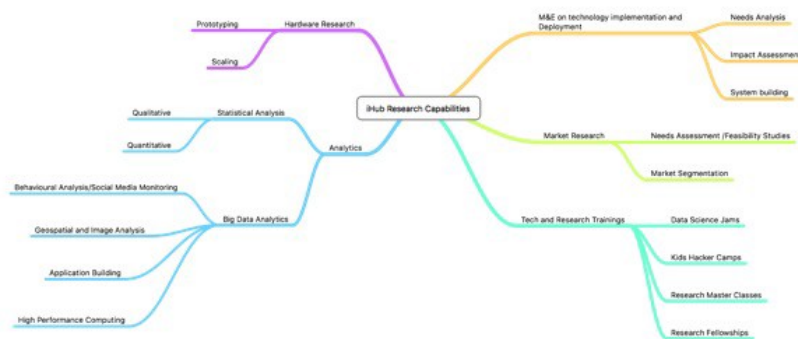 Prototyping
Hardware Research
Scaling
iHub Research Capabilities
M&E on technology implementation and
Deployment
Needs Analysis
Impact Assessment
System building
Market Research
Needs Assessment /Feasibility Studies
Market Segmentation
Tech and Research Trainings
Data Science Jams
Kids Hacker Camps
Research Master Classes
Research Fellowships
Analytics
Statistical Analysis
Qualitative
Quantitative
Big Data Analytics
Behavioural Analysis/Social Media Monitoring
Geospatial and Image Analysis
Application Building
High Performance Computing